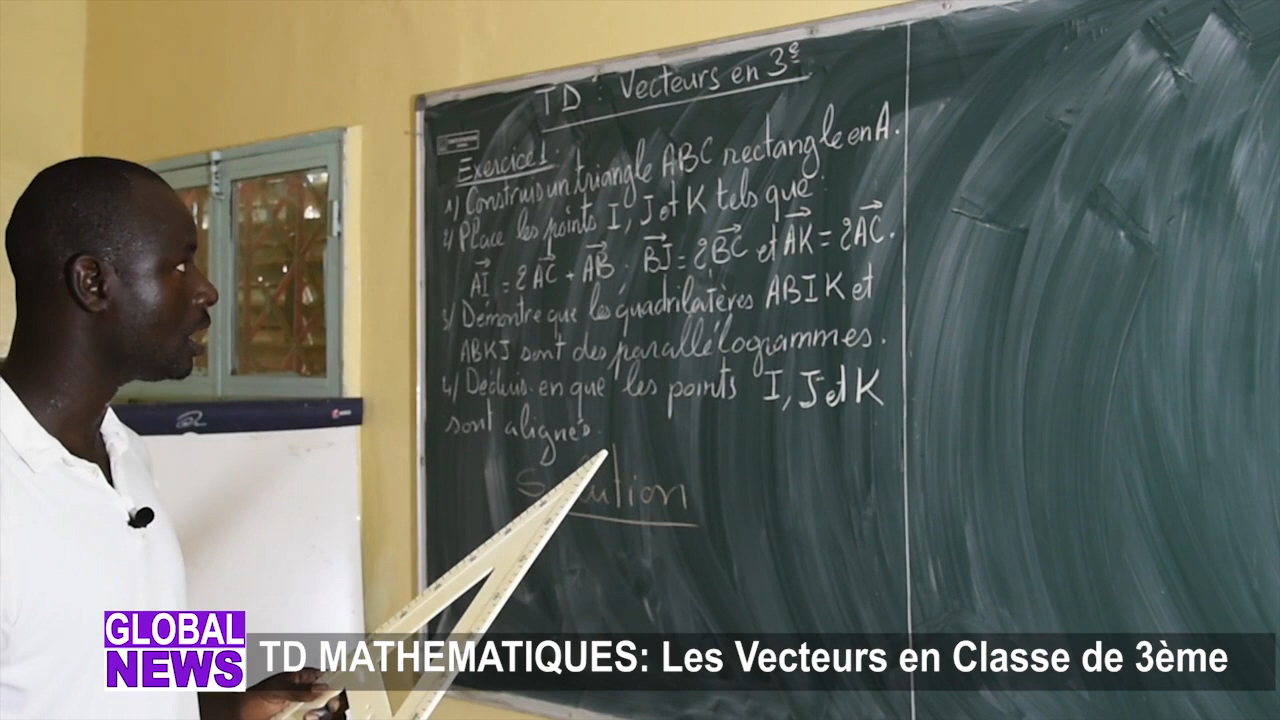 TD : Vecteurs en 3e
Exercice 1 :
1) Construis un triangle ABC rectangle en A.
2) Place les points I, J et K tels que :
AI = 2AC + AB ; BJ = 2BC et AK = 2AC.
3) Démontre que les quadrilatères ABIK et
ABKJ sont des parallélogrammes.
4) Déduis-en que les points I, J et K
sont alignés.
Solution
GLOBAL
NEWS
TD MATHEMATIQUES: Les Vecteurs en Classe de 3ème